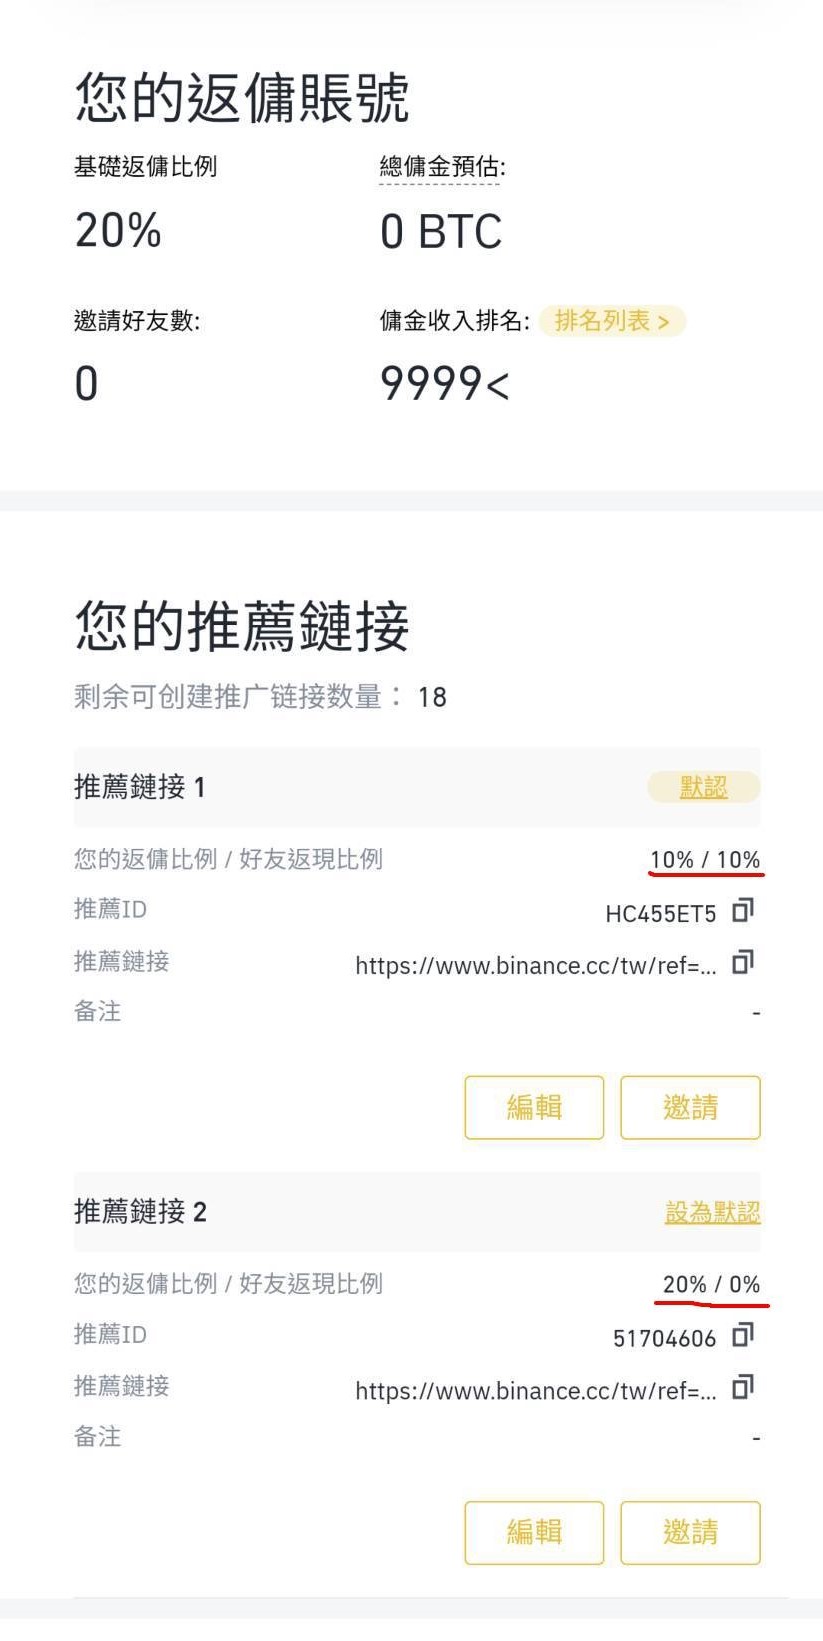 您的返傭賬號
基礎返傭比例 總傭金預估:
20% 0 BTC
邀請好友數: 傭金收入排名: 排名列表 >
0 9999<
您的推薦鏈接
剩余可创建推广链接数量： 18
推薦鏈接 1 默認
您的返傭比例 / 好友返現比例 10% / 10%
推薦ID HC455ET5
推薦鏈接 https://www.binance.cc/tw/ref=...
备注 -
編輯 邀請
推薦鏈接 2 設為默認
您的返傭比例 / 好友返現比例 20% / 0%
推薦ID 51704606
推薦鏈接 https://www.binance.cc/tw/ref=...
备注 -
編輯 邀請